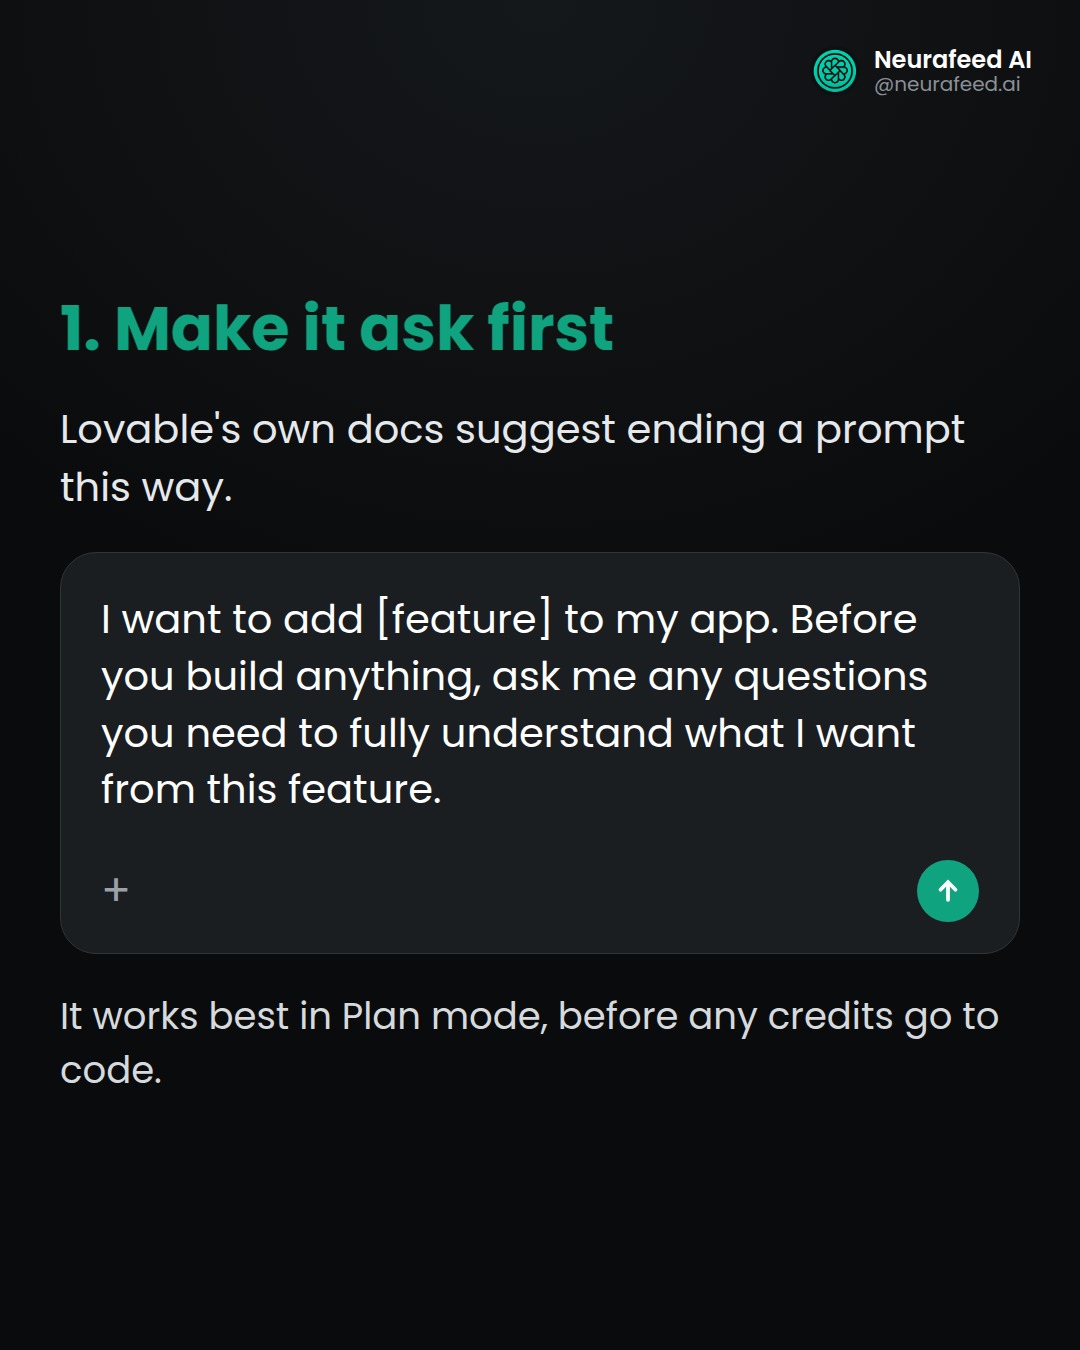 Neurafeed AI
@neurafeed.ai
1. Make it ask first
Lovable's own docs suggest ending a prompt
this way.
I want to add [feature] to my app. Before
you build anything, ask me any questions
you need to fully understand what I want
from this feature.
+
It works best in Plan mode, before any credits go to
code.